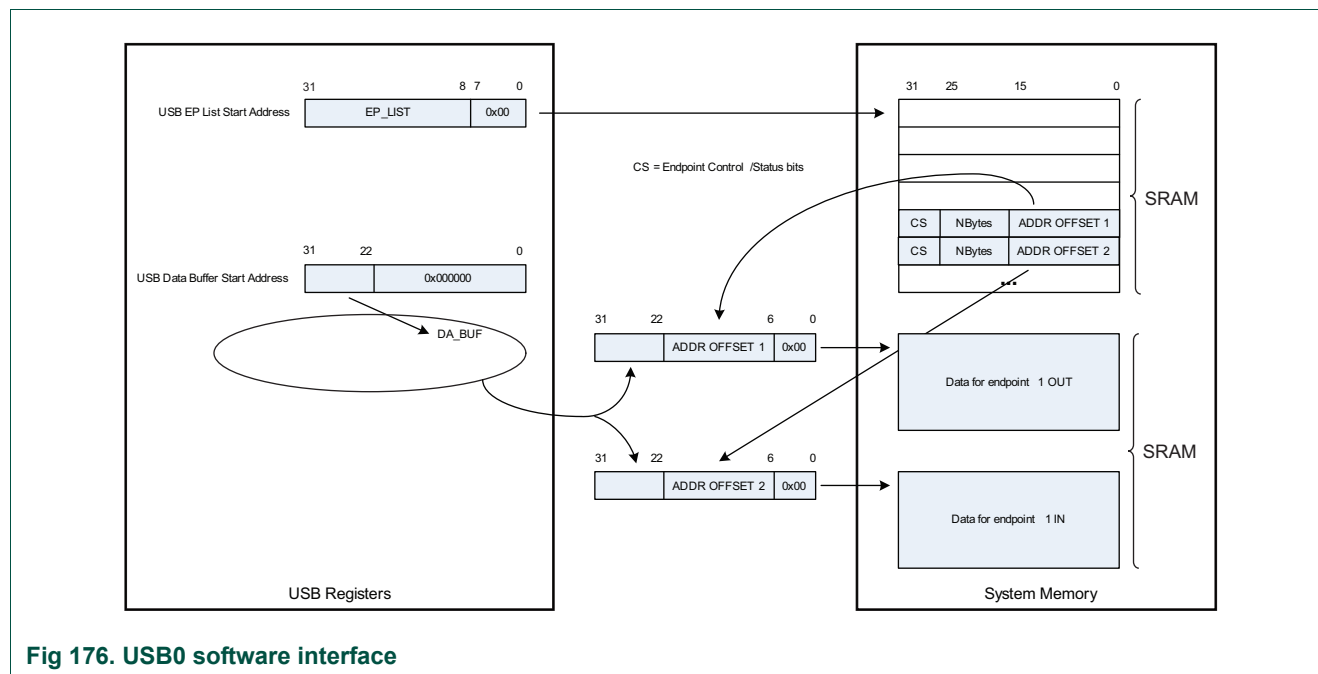 31 8 7 0
USB EP List Start Address EP_LIST 0x00
31 25 15 0
CS = Endpoint Control /Status bits
SRAM
CS NBytes ADDR OFFSET 1
CS NBytes ADDR OFFSET 2
...
31 22 0
USB Data Buffer Start Address 0x000000
DA_BUF
31 22 6 0
ADDR OFFSET 1 0x00
Data for endpoint 1 OUT
SRAM
31 22 6 0
ADDR OFFSET 2 0x00
Data for endpoint 1 IN
USB Registers
System Memory
Fig 176. USB0 software interface